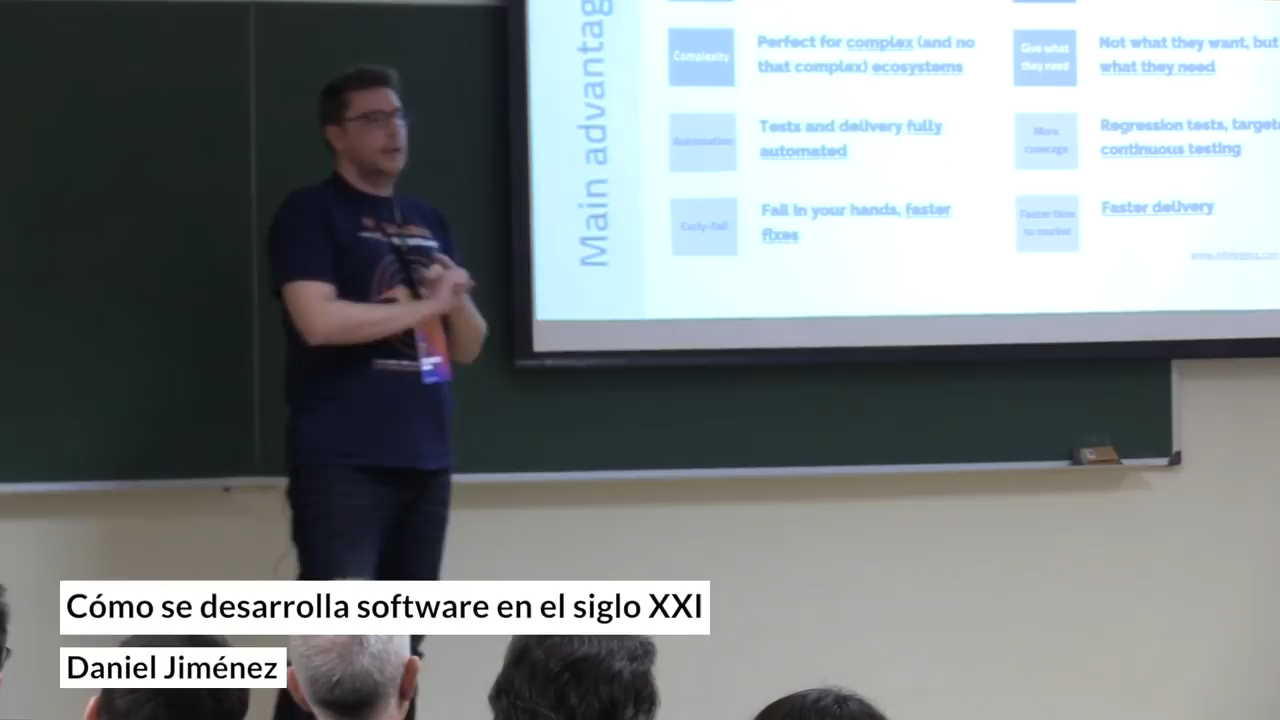 Main advantag
Complexity
Perfect for complex (and no
that complex) ecosystems
Give what
they need
Not what they want, but
what they need
Automation
Tests and delivery fully
automated
More
coverage
Regression tests, targete
continuous testing
Early-fail
Fail in your hands, faster
fixes
Faster time
to market
Faster delivery
Cómo se desarrolla software en el siglo XXI
Daniel Jiménez